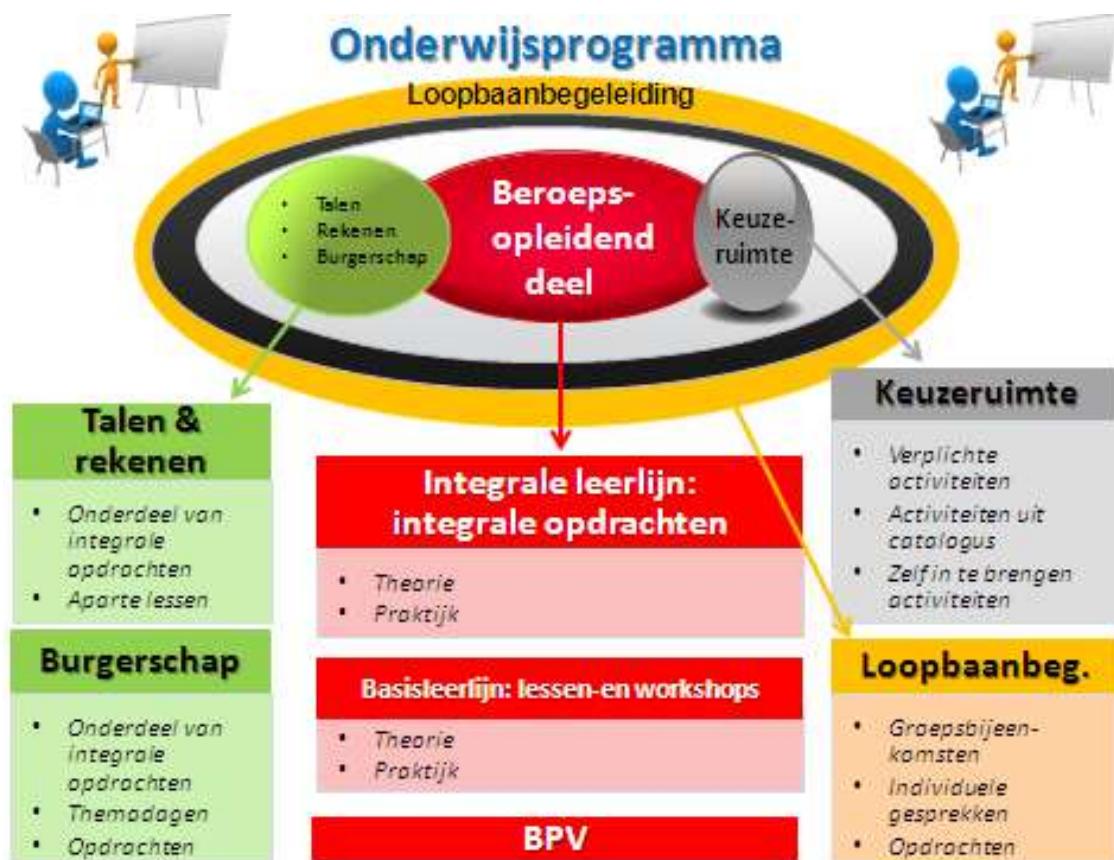 Onderwijsprogramma
Loopbaanbegeleiding
• Talen
• Rekenen
• Burgerschap
Beroeps-
opleidend
deel
Keuze-
ruimte
Talen &
rekenen
• Onderdeel van
integrale
opdrachten
• Aparte lessen
Burgerschap
• Onderdeel van
integrale
opdrachten
• Themadagen
• Opdrachten
Integrale leerlijn:
integrale opdrachten
• Theorie
• Praktijk
Basisleerlijn: lessen-en workshops
• Theorie
• Praktijk
BPV
Keuzeruimte
• Verplichte
activiteiten
• Activiteiten uit
catalogus
• Zelf in te brengen
activiteiten
Loopbaanbeg.
• Groepsbijeen-
komsten
• Individuele
gesprekken
• Opdrachten